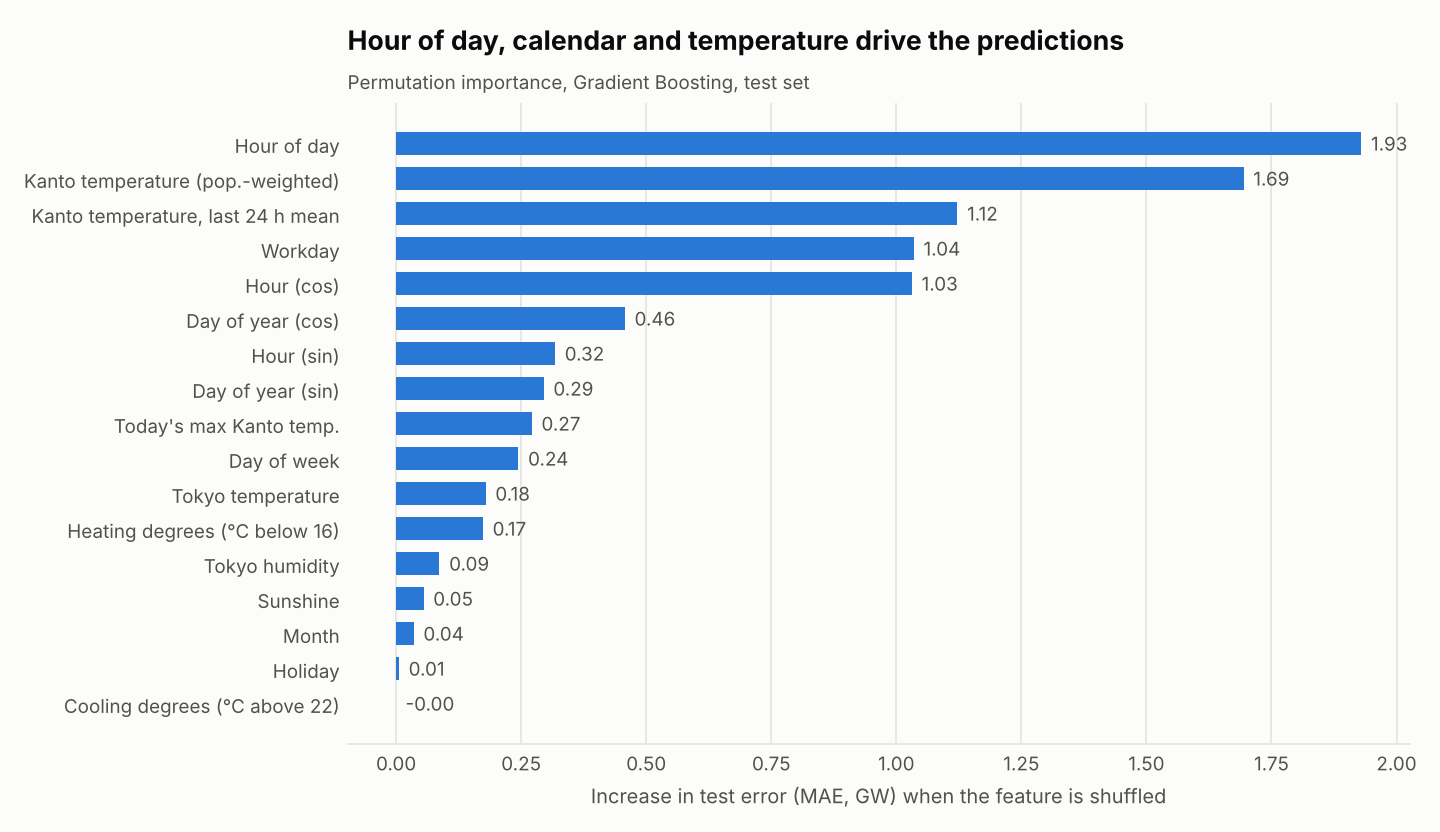 Hour of day, calendar and temperature drive the predictions
Permutation importance, Gradient Boosting, test set
Hour of day 1.93
Kanto temperature (pop.-weighted) 1.69
Kanto temperature, last 24 h mean 1.12
Workday 1.04
Hour (cos) 1.03
Day of year (cos) 0.46
Hour (sin) 0.32
Day of year (sin) 0.29
Today's max Kanto temp. 0.27
Day of week 0.24
Tokyo temperature 0.18
Heating degrees (°C below 16) 0.17
Tokyo humidity 0.09
Sunshine 0.05
Month 0.04
Holiday 0.01
Cooling degrees (°C above 22) -0.00
0.00 0.25 0.50 0.75 1.00 1.25 1.50 1.75 2.00
Increase in test error (MAE, GW) when the feature is shuffled